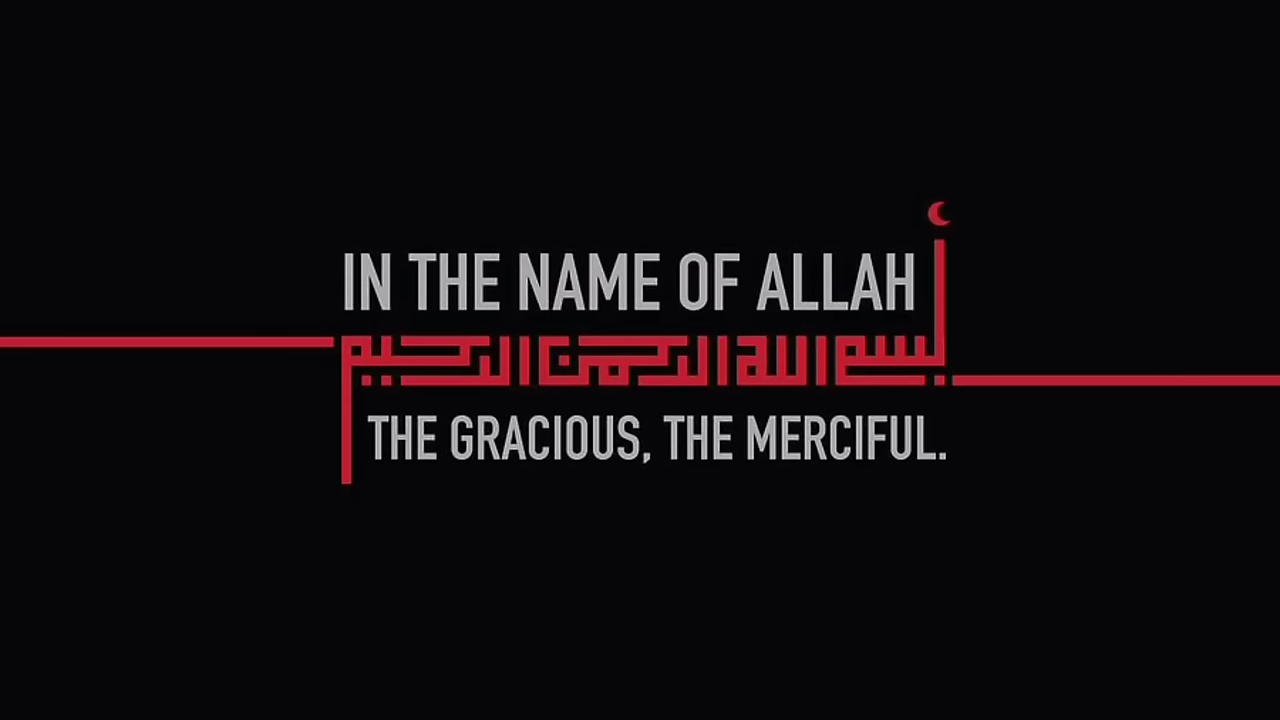 IN THE NAME OF ALLAH
بسم الله الرحمن الرحيم
THE GRACIOUS, THE MERCIFUL.